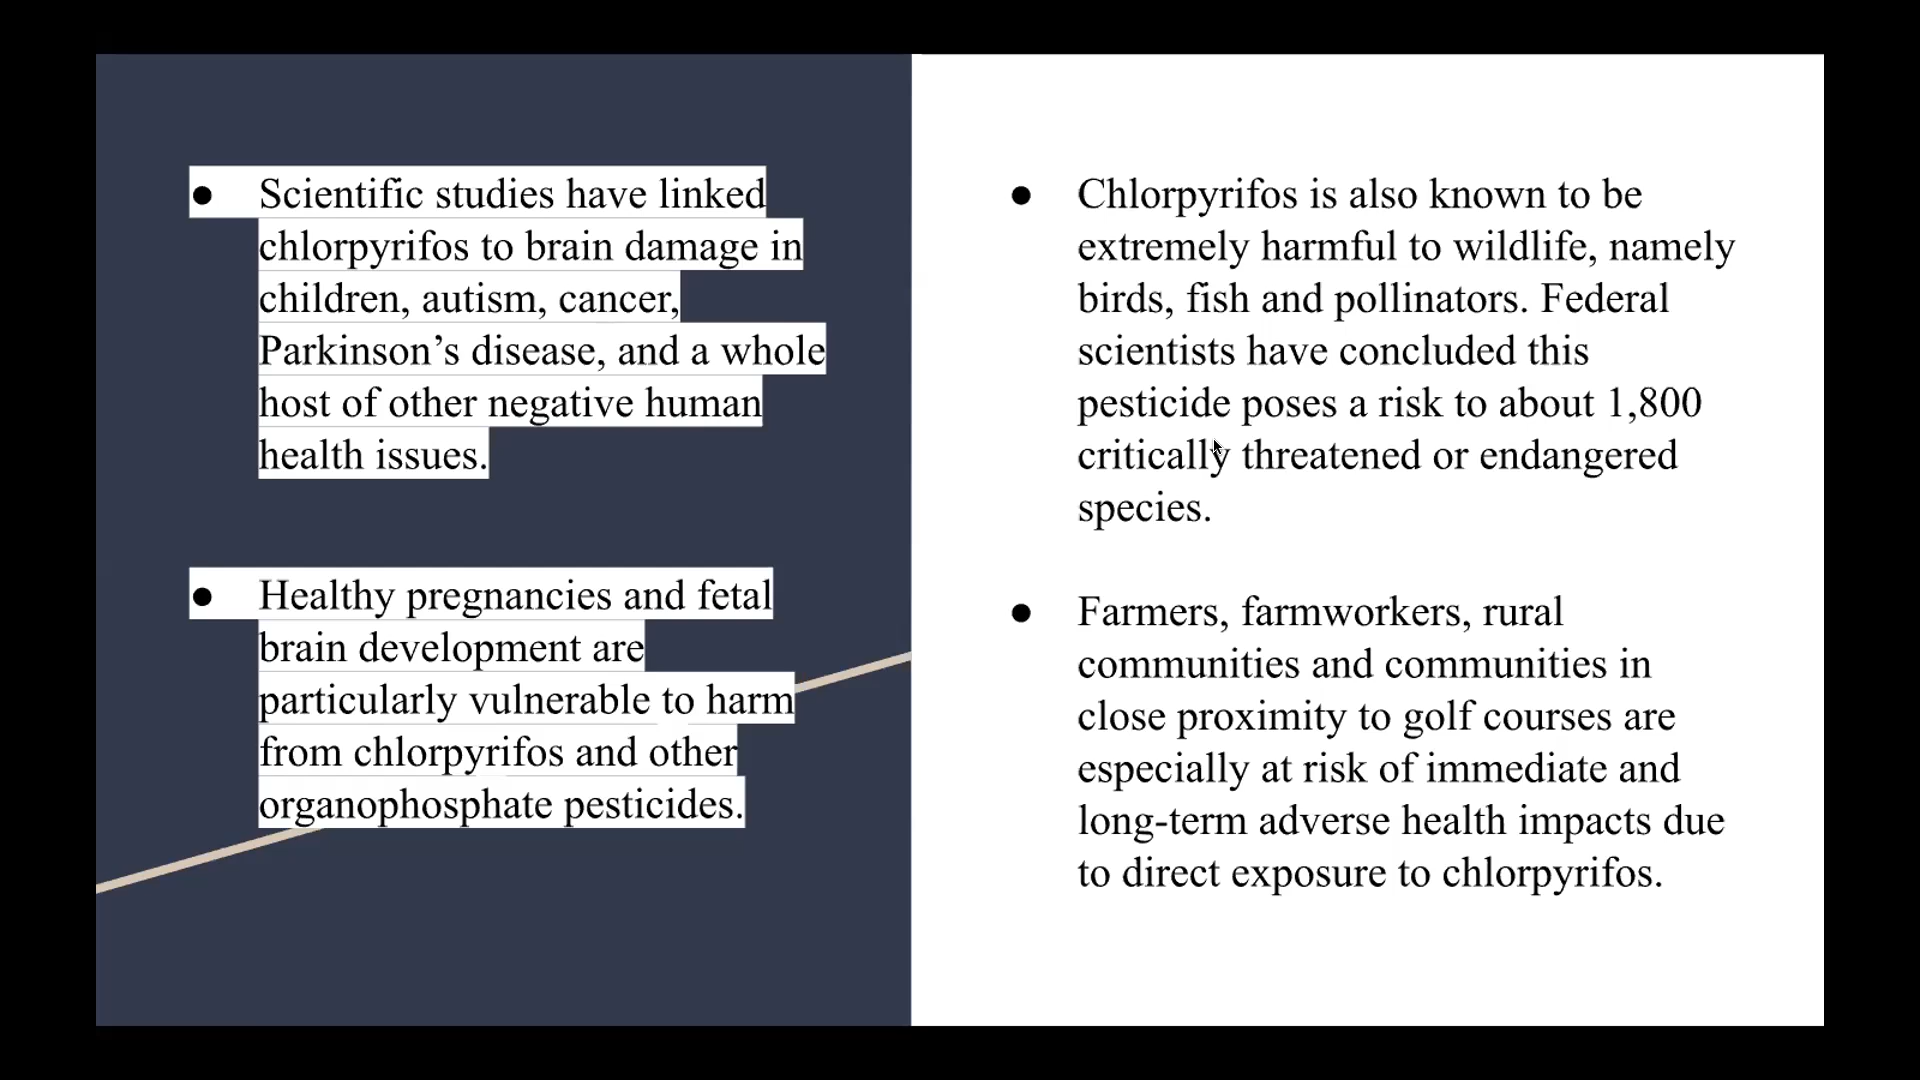 ● Scientific studies have linked
chlorpyrifos to brain damage in
children, autism, cancer,
Parkinson’s disease, and a whole
host of other negative human
health issues.
● Healthy pregnancies and fetal
brain development are
particularly vulnerable to harm
from chlorpyrifos and other
organophosphate pesticides.
● Chlorpyrifos is also known to be
extremely harmful to wildlife, namely
birds, fish and pollinators. Federal
scientists have concluded this
pesticide poses a risk to about 1,800
critically threatened or endangered
species.
● Farmers, farmworkers, rural
communities and communities in
close proximity to golf courses are
especially at risk of immediate and
long-term adverse health impacts due
to direct exposure to chlorpyrifos.